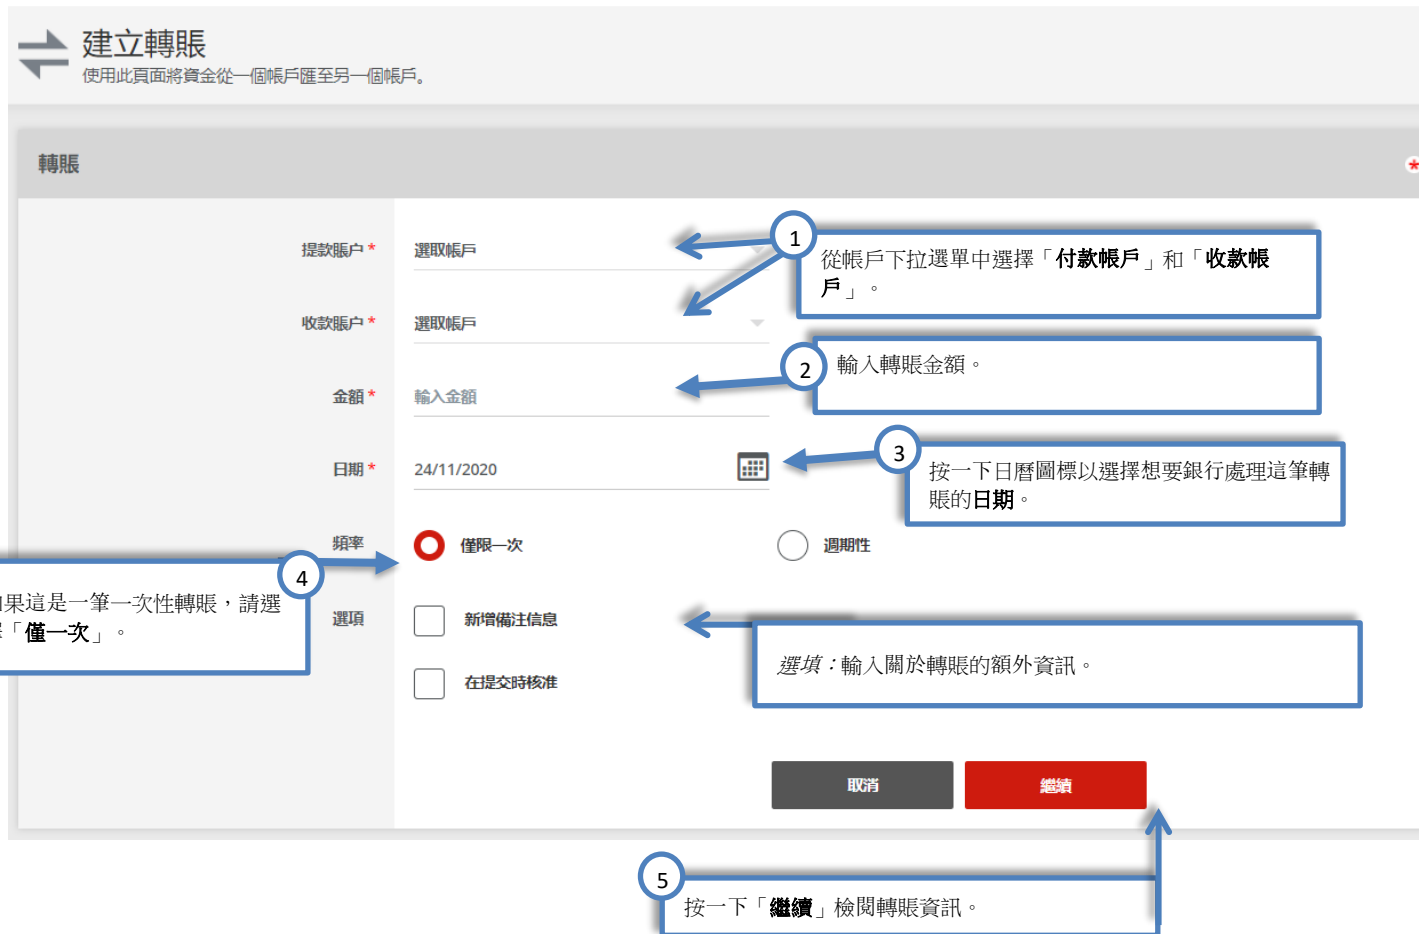 建立轉賬
使用此頁面將資金從一個帳戶匯至另一個帳戶。
轉賬
*
提款賬户 *
選取帳戶
1
從帳戶下拉選單中選擇「付款帳戶」和「收款帳
戶」。
收款賬户 *
選取帳戶
2
輸入轉賬金額。
金額 *
輸入金額
3
按一下日曆圖標以選擇想要銀行處理這筆轉
賬的日期。
日期 *
24/11/2020
頻率
僅限一次
週期性
4
如果這是一筆一次性轉賬，請選
擇「僅一次」。
選項
新增備注信息
在提交時核准
選填：輸入關於轉賬的額外資訊。
取消
繼續
5
按一下「繼續」檢閱轉賬資訊。